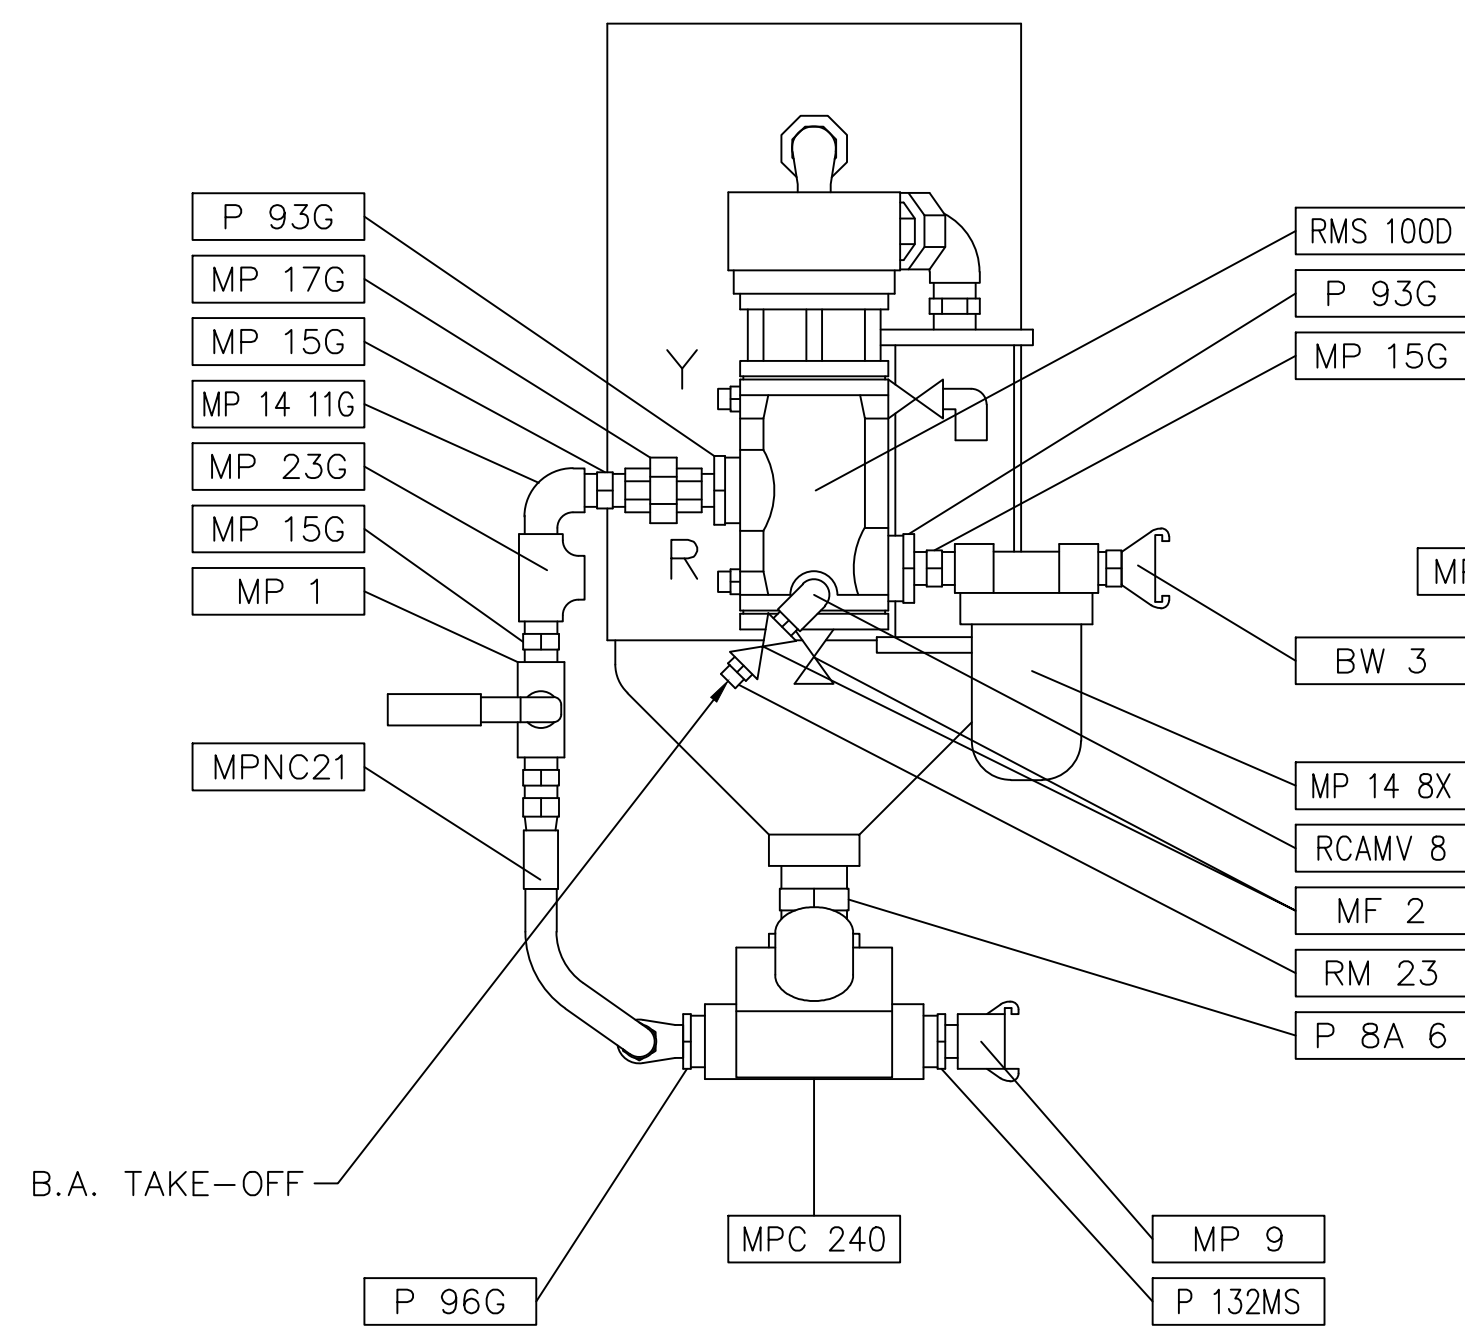 P 93G
MP 17G
MP 15G
MP 14 11G
MP 23G
MP 15G
MP 1
MPNC21
Y
R
RMS 100D
P 93G
MP 15G
BW 3
MP 14 8X
RCAMV 8
MF 2
RM 23
P 8A 6
B.A. TAKE-OFF
MPC 240
MP 9
P 96G
P 132MS